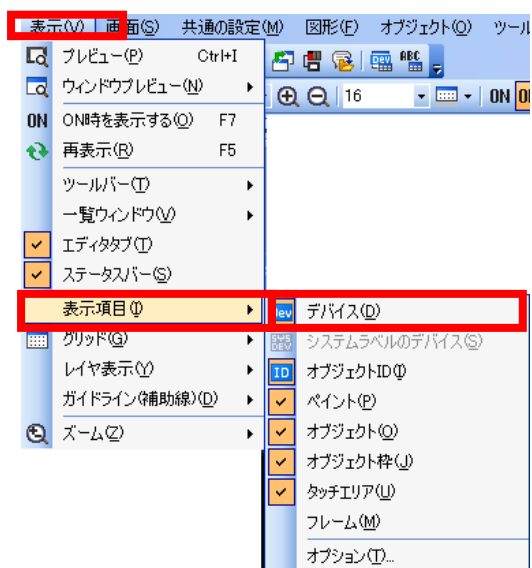 表示(V) 画面(S) 共通の設定(M) 図形(F) オブジェクト(O) ツール
プレビュー(P) Ctrl+I
ABC
Dev
ウィンドウプレビュー(N)
16 ON
ON ON時を表示する(O) F7
再表示(R) F5
ツールバー(T)
一覧ウィンドウ(V)
エディタタブ(T)
ステータスバー(S)
表示項目(I)
Dev デバイス(D)
グリッド(G)
SYS DEV システムラベルのデバイス(S)
レイヤ表示(Y)
ID オブジェクトID(I)
ガイドライン(補助線)(D)
ペイント(P)
ズーム(Z)
オブジェクト(O)
オブジェクト枠(J)
タッチエリア(U)
フレーム(M)
オプション(T)...